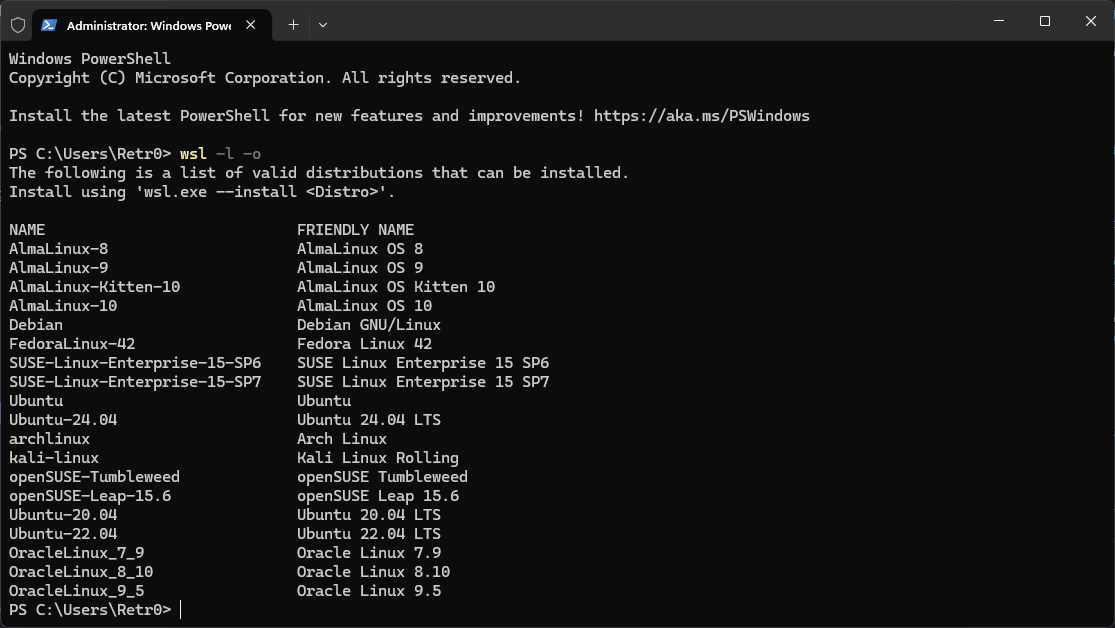 Administrator: Windows Powe
Windows PowerShell
Copyright (C) Microsoft Corporation. All rights reserved.
Install the latest PowerShell for new features and improvements! https://aka.ms/PSWindows
PS C:\Users\Retr0> wsl -l -o
The following is a list of valid distributions that can be installed.
Install using 'wsl.exe --install <Distro>'.
NAME FRIENDLY NAME
AlmaLinux-8 AlmaLinux OS 8
AlmaLinux-9 AlmaLinux OS 9
AlmaLinux-Kitten-10 AlmaLinux OS Kitten 10
AlmaLinux-10 AlmaLinux OS 10
Debian Debian GNU/Linux
FedoraLinux-42 Fedora Linux 42
SUSE-Linux-Enterprise-15-SP6 SUSE Linux Enterprise 15 SP6
SUSE-Linux-Enterprise-15-SP7 SUSE Linux Enterprise 15 SP7
Ubuntu Ubuntu
Ubuntu-24.04 Ubuntu 24.04 LTS
archlinux Arch Linux
kali-linux Kali Linux Rolling
openSUSE-Tumbleweed openSUSE Tumbleweed
openSUSE-Leap-15.6 openSUSE Leap 15.6
Ubuntu-20.04 Ubuntu 20.04 LTS
Ubuntu-22.04 Ubuntu 22.04 LTS
OracleLinux_7_9 Oracle Linux 7.9
OracleLinux_8_10 Oracle Linux 8.10
OracleLinux_9_5 Oracle Linux 9.5
PS C:\Users\Retr0>